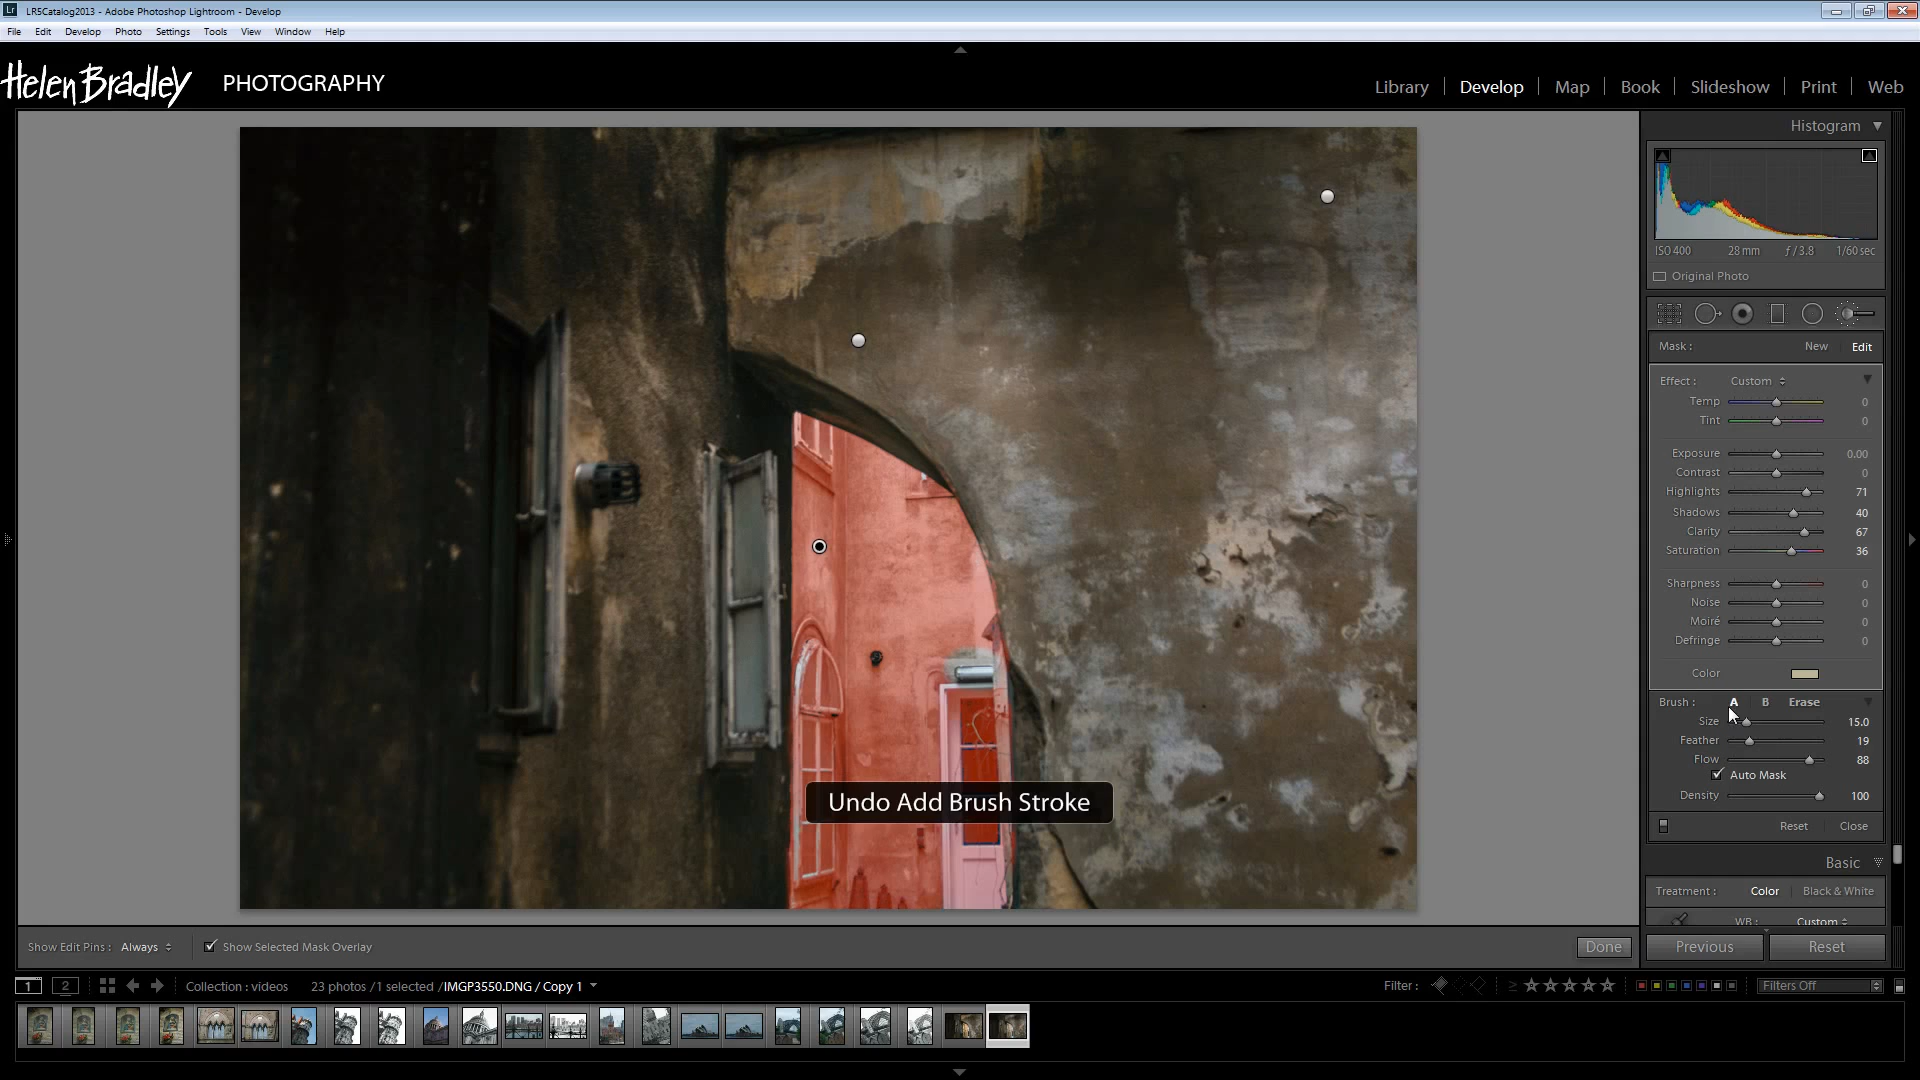 LR5Catalog2013 - Adobe Photoshop Lightroom - Develop
File Edit Develop Photo Settings Tools View Window Help
Helen Bradley PHOTOGRAPHY
Library Develop Map Book Slideshow Print Web
Histogram
ISO 400 28 mm ƒ / 3.8 1/60 sec
Original Photo
Mask : New Edit
Effect : Custom
Temp 0
Tint 0
Exposure 0.00
Contrast 0
Highlights 71
Shadows 40
Clarity 67
Saturation 36
Sharpness 0
Noise 0
Moiré 0
Defringe 0
Color
Brush : A B Erase
Size 15.0
Feather 19
Flow 88
Auto Mask
Density 100
Reset Close
Undo Add Brush Stroke
Basic
Treatment : Color Black & White
WB : Custom
Show Edit Pins : Always Show Selected Mask Overlay Done
Previous Reset
1 2 Collection : videos 23 photos / 1 selected / IMGP3550.DNG / Copy 1 Filter : Filters Off